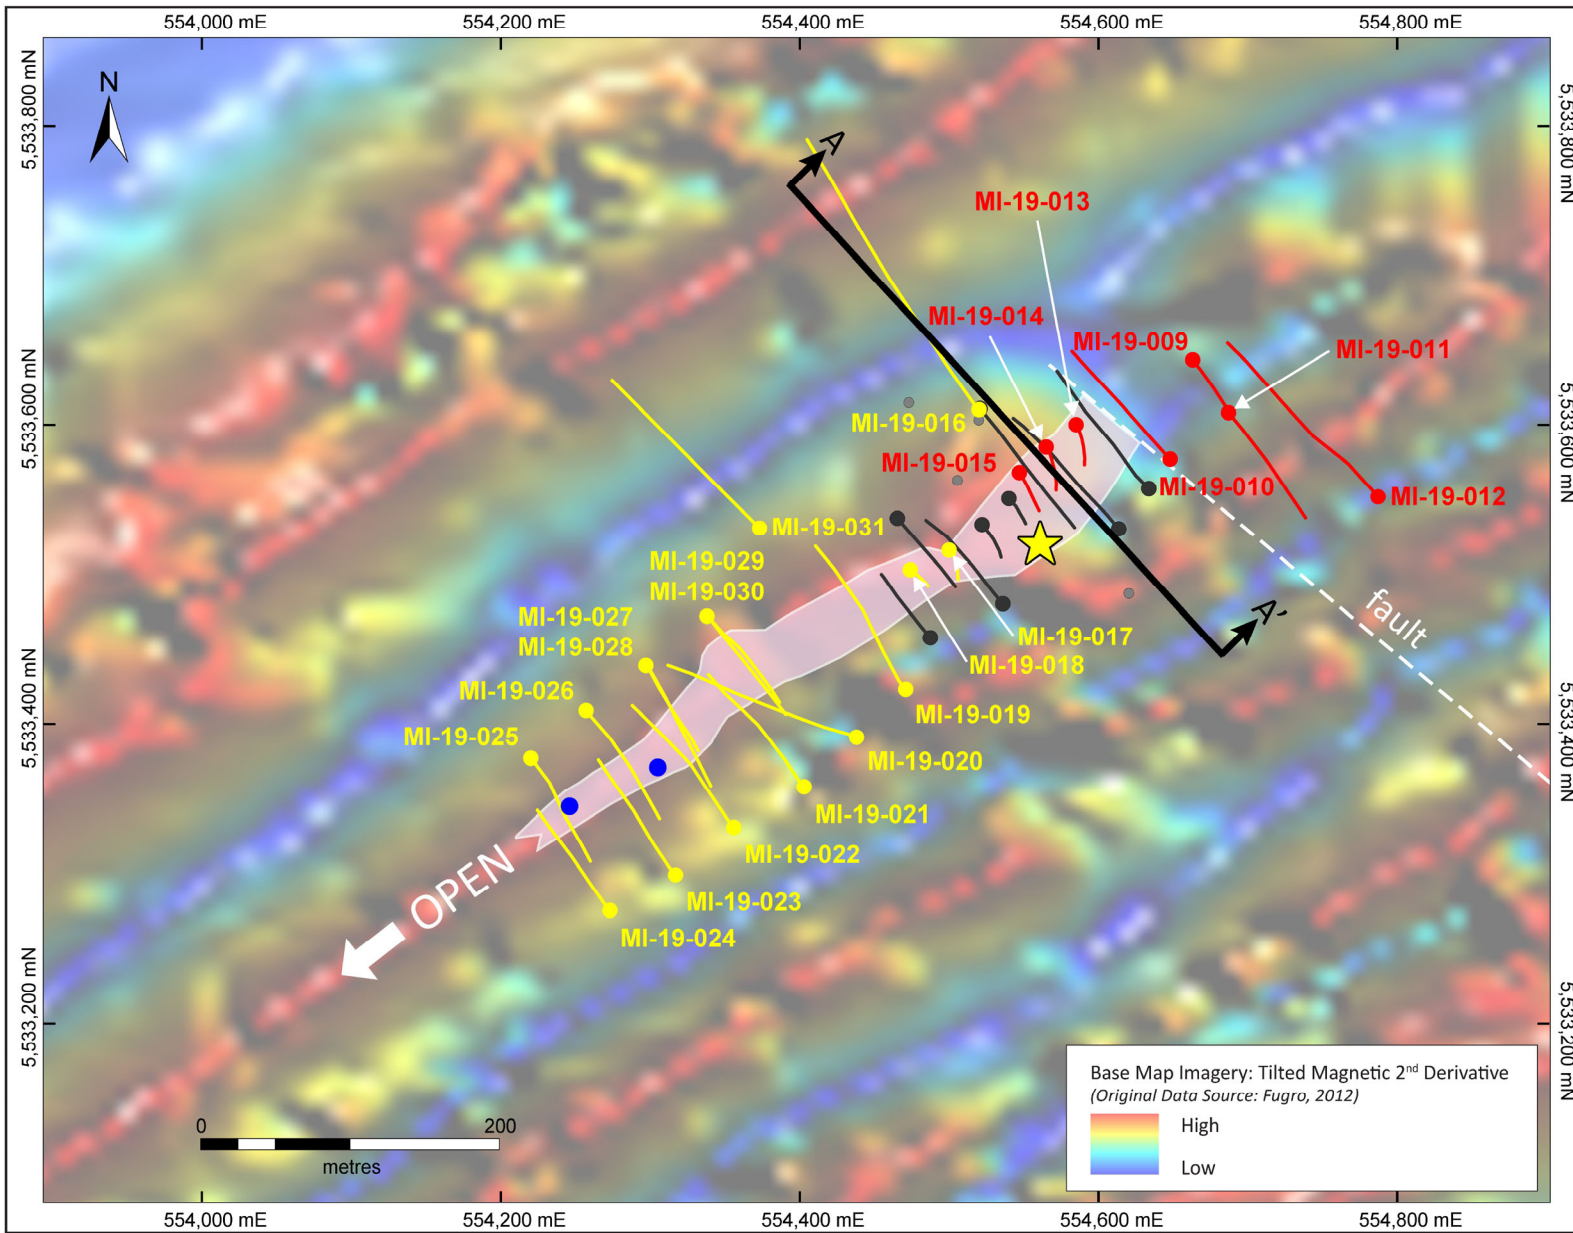 554,000 mE
554,200 mE
554,400 mE
554,600 mE
554,800 mE
5,533,800 mN
5,533,800 mN
N
A
MI-19-013
MI-19-014
MI-19-009
MI-19-011
5,533,600 mN
5,533,600 mN
MI-19-016
MI-19-015
MI-19-010
MI-19-012
MI-19-031
MI-19-029
MI-19-030
fault
A'
MI-19-027
MI-19-028
MI-19-017
MI-19-018
MI-19-026
MI-19-019
MI-19-025
5,533,400 mN
5,533,400 mN
MI-19-020
MI-19-021
MI-19-022
OPEN
MI-19-023
MI-19-024
5,533,200 mN
5,533,200 mN
Base Map Imagery: Tilted Magnetic 2nd Derivative
(Original Data Source: Fugro, 2012)
High
Low
0
200
metres
554,000 mE
554,200 mE
554,400 mE
554,600 mE
554,800 mE